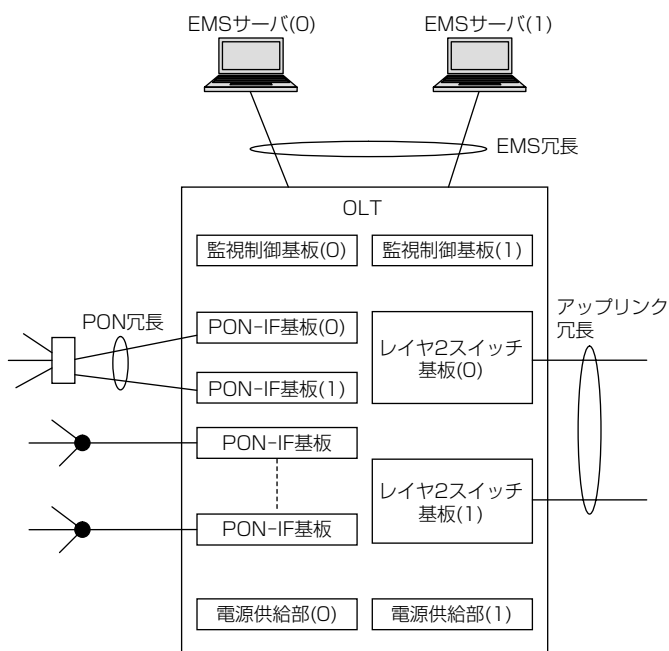 EMSサーバ(0)
EMSサーバ(1)
EMS冗長
OLT
監視制御基板(0)
監視制御基板(1)
PON冗長
PON-IF基板(0)
レイヤ2スイッチ
基板(0)
アップリンク
冗長
PON-IF基板(1)
PON-IF基板
レイヤ2スイッチ
基板(1)
PON-IF基板
電源供給部(0)
電源供給部(1)